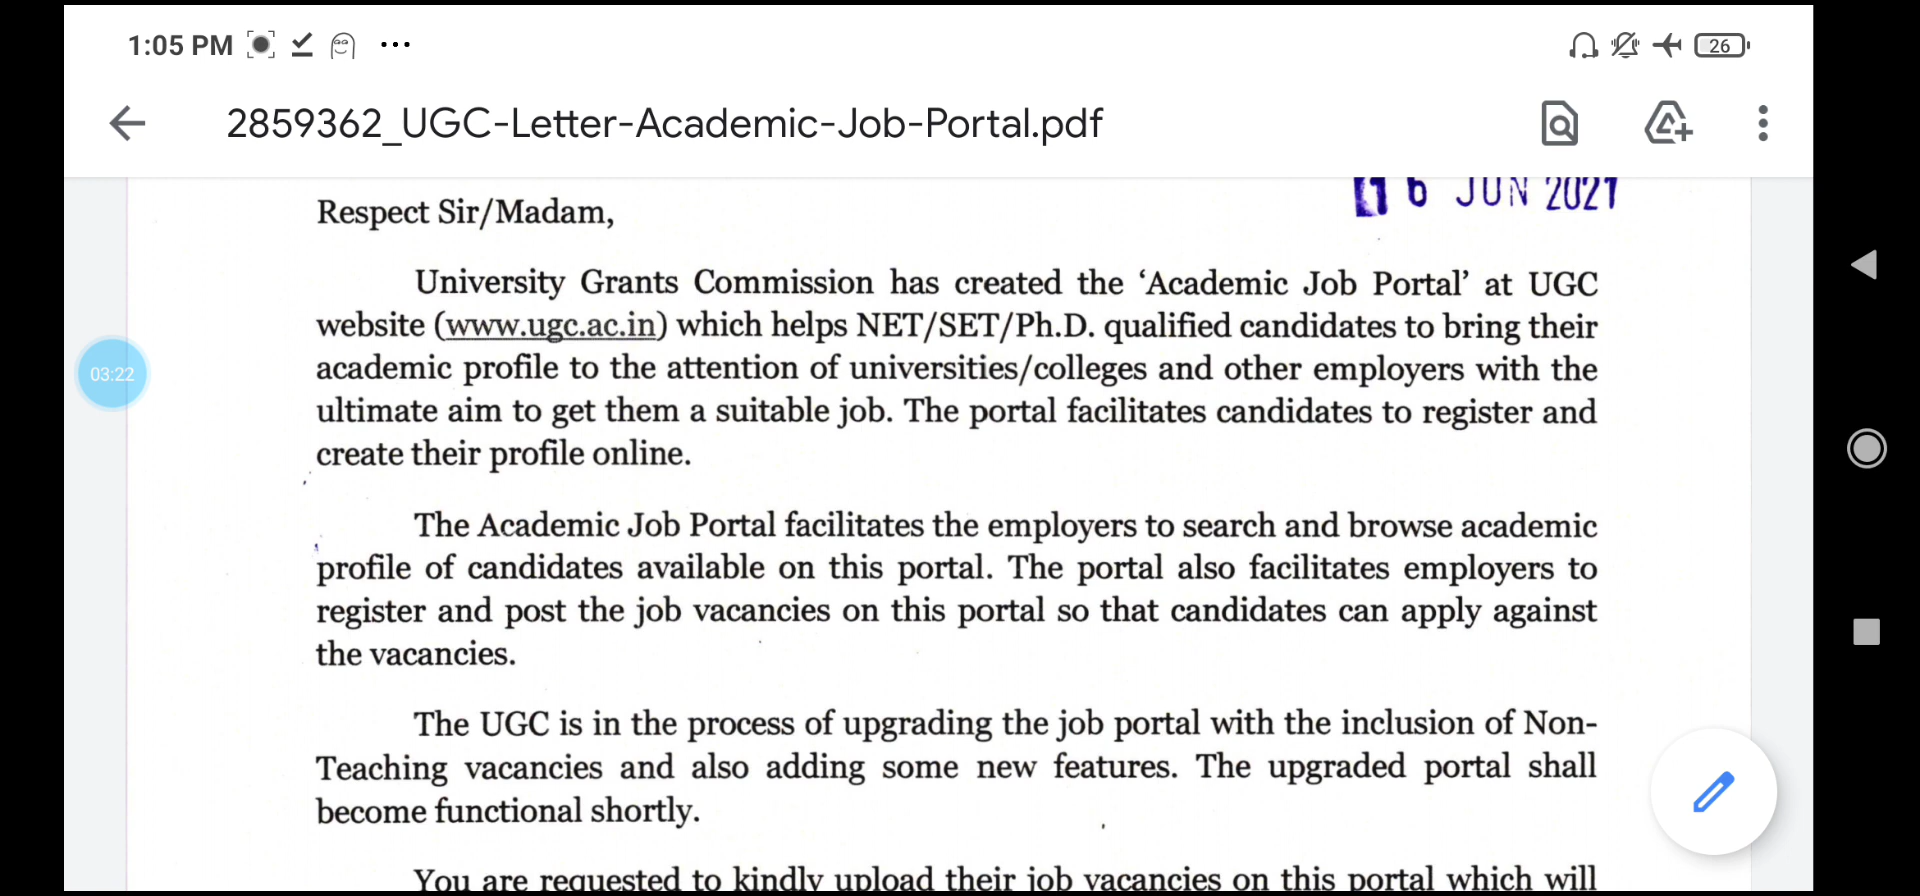 1:05 PM
26
2859362_UGC-Letter-Academic-Job-Portal.pdf
16 JUN 2021
Respect Sir/Madam,
University Grants Commission has created the ‘Academic Job Portal’ at UGC
website (www.ugc.ac.in) which helps NET/SET/Ph.D. qualified candidates to bring their
03:22
academic profile to the attention of universities/colleges and other employers with the
ultimate aim to get them a suitable job. The portal facilitates candidates to register and
create their profile online.
The Academic Job Portal facilitates the employers to search and browse academic
profile of candidates available on this portal. The portal also facilitates employers to
register and post the job vacancies on this portal so that candidates can apply against
the vacancies.
The UGC is in the process of upgrading the job portal with the inclusion of Non-
Teaching vacancies and also adding some new features. The upgraded portal shall
become functional shortly.
You are requested to kindly upload their job vacancies on this portal which will